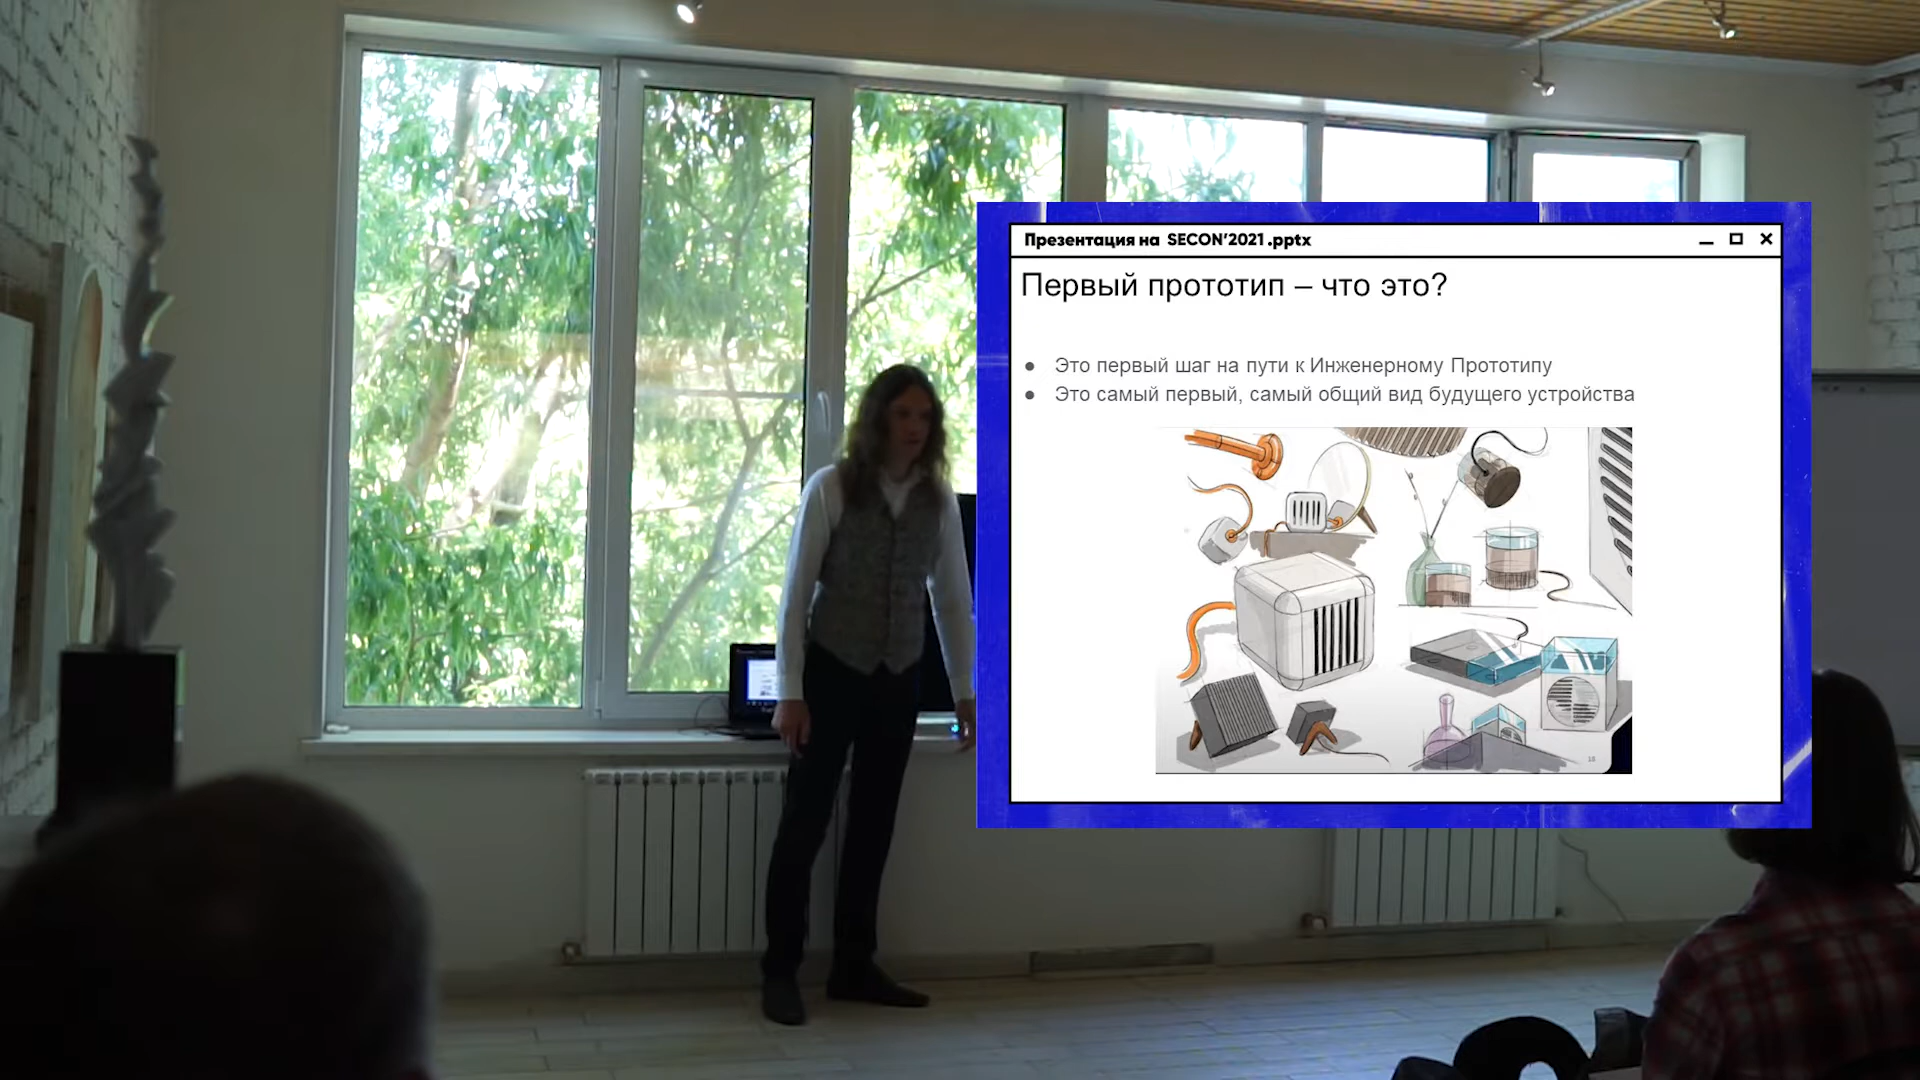 Презентация на SECON'2021.pptx
Первый прототип – что это?
● Это первый шаг на пути к Инженерному Прототипу
● Это самый первый, самый общий вид будущего устройства
18